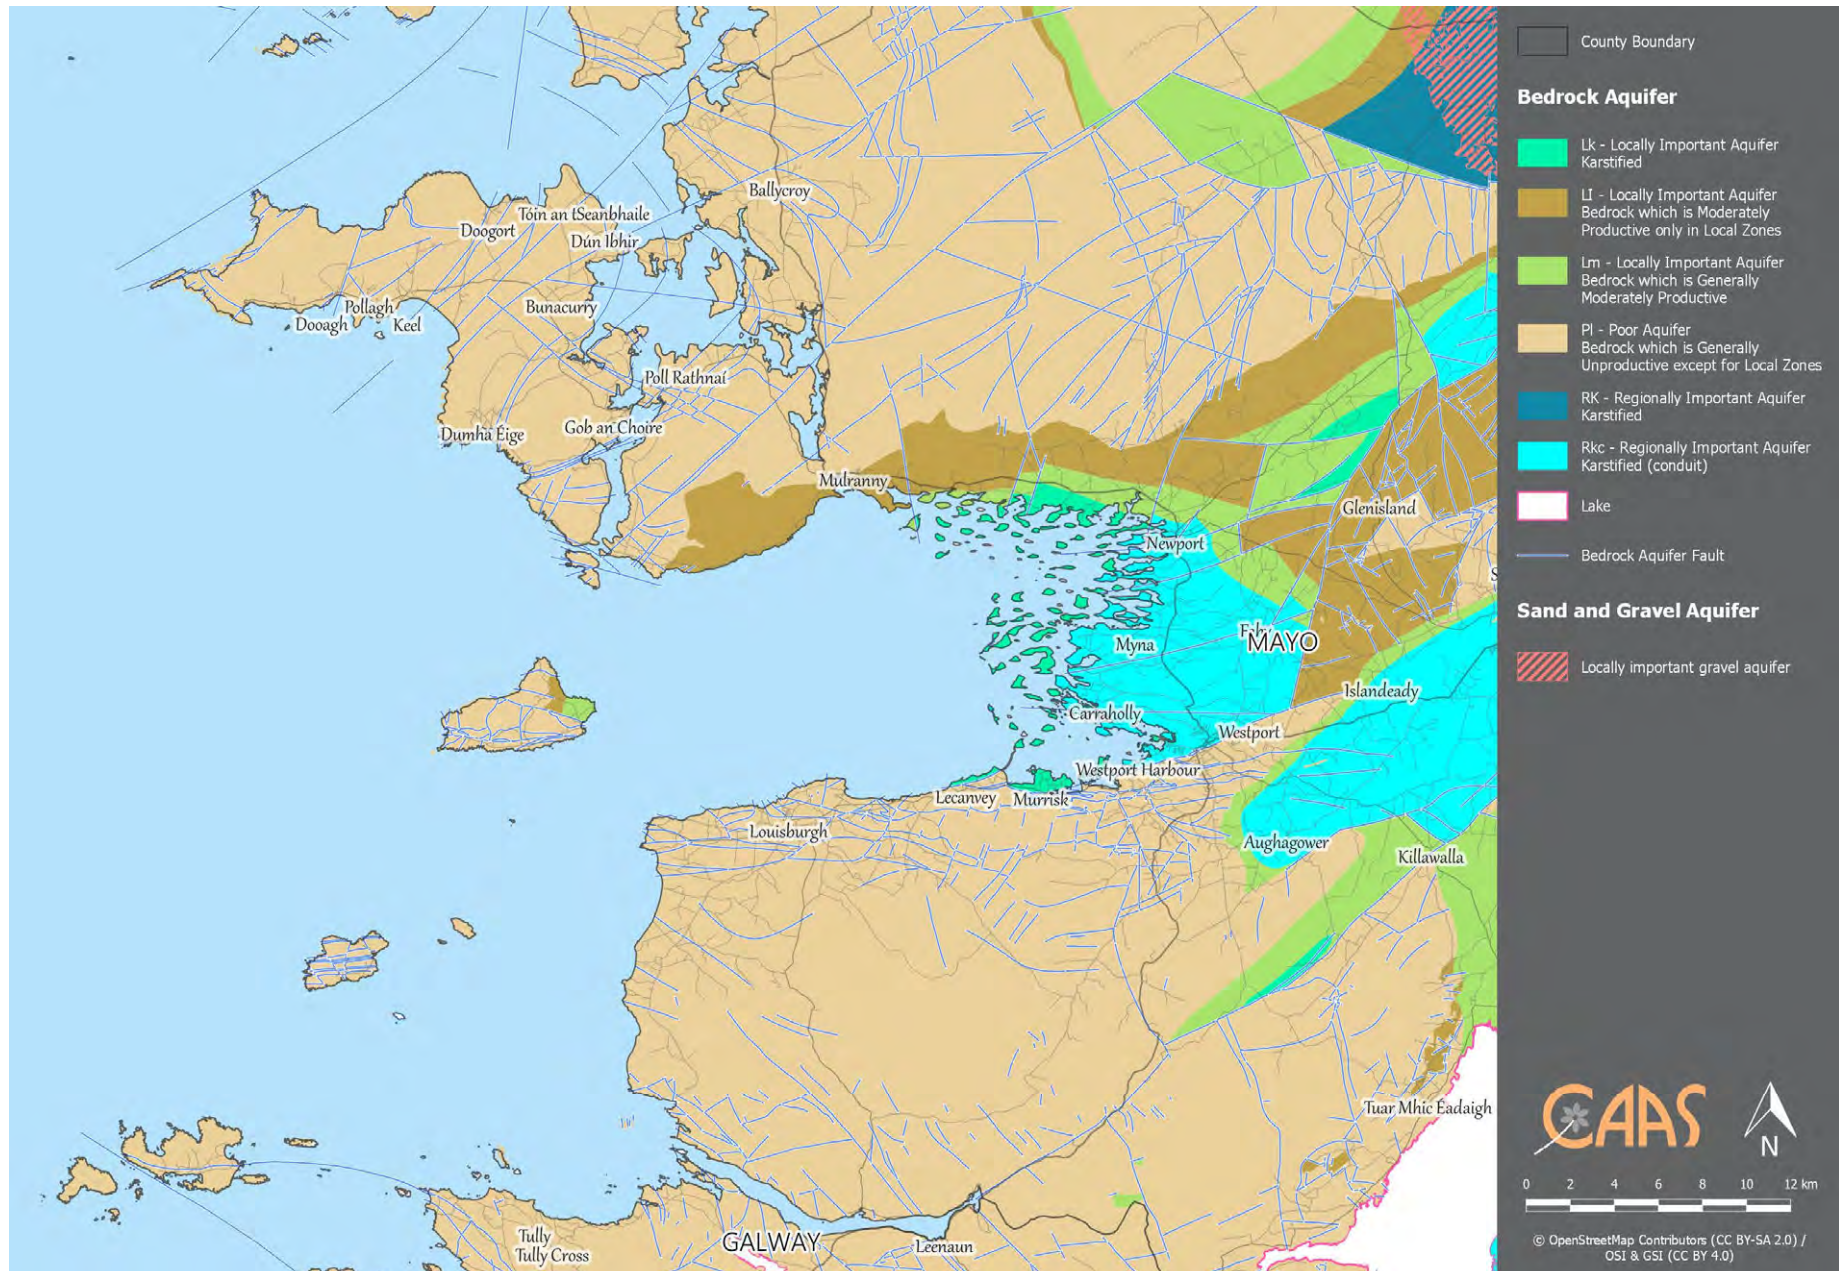 Ballycroy
Tóin an tSeanbhaile
Doogort
Dún Ibhir
Bunacurry
Pollagh
Dooagh
Keel
Poll Rathnaí
Gob an Choire
Dumha Éige
Mulranny
Glenisland
Newport
Myna
MAYO
Islandeady
Carraholly
Westport
Westport Harbour
Lecanvey
Murrisk
Louisburgh
Aughagower
Killawalla
Tuar Mhic Éadaigh
Tully
Tully Cross
GALWAY
Leenaun
County Boundary
Bedrock Aquifer
Lk - Locally Important Aquifer
Karstified
LI - Locally Important Aquifer
Bedrock which is Moderately
Productive only in Local Zones
Lm - Locally Important Aquifer
Bedrock which is Generally
Moderately Productive
Pl - Poor Aquifer
Bedrock which is Generally
Unproductive except for Local Zones
RK - Regionally Important Aquifer
Karstified
Rkc - Regionally Important Aquifer
Karstified (conduit)
Lake
Bedrock Aquifer Fault
Sand and Gravel Aquifer
Locally important gravel aquifer
CAAS
N
0 2 4 6 8 10 12 km
© OpenStreetMap Contributors (CC BY-SA 2.0) /
OSI & GSI (CC BY 4.0)